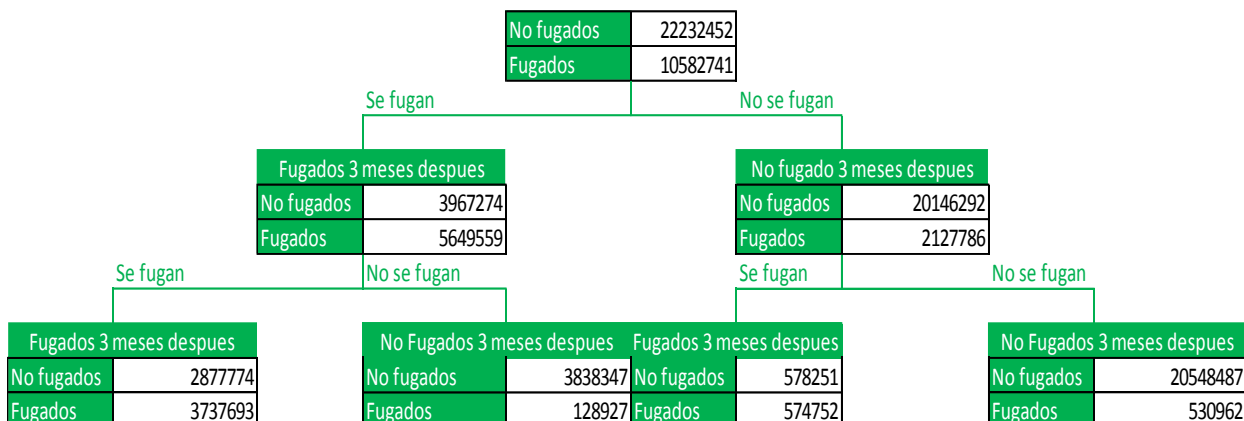 No fugados 22232452
Fugados 10582741
Se fugan No se fugan
Fugados 3 meses despues No fugado 3 meses despues
No fugados 3967274 No fugados 20146292
Fugados 5649559 Fugados 2127786
Se fugan No se fugan Se fugan No se fugan
Fugados 3 meses despues No Fugados 3 meses despues Fugados 3 meses despues No Fugados 3 meses despues
No fugados 2877774 No fugados 3838347 No fugados 578251 No fugados 20548487
Fugados 3737693 Fugados 128927 Fugados 574752 Fugados 530962